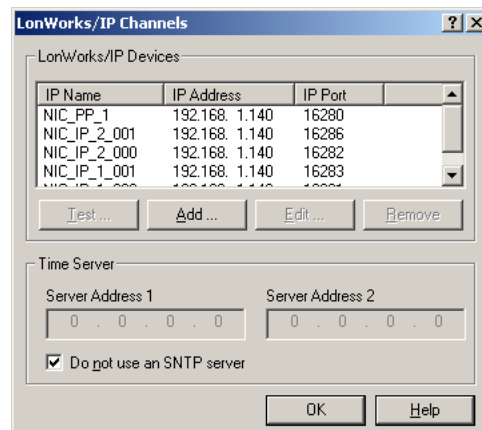 LonWorks/IP Channels
LonWorks/IP Devices
IP Name IP Address IP Port
NIC_PP_1 192.168. 1.140 16280
NIC_IP_2_001 192.168. 1.140 16286
NIC_IP_2_000 192.168. 1.140 16282
NIC_IP_1_001 192.168. 1.140 16283
Test ... Add ... Edit ... Remove
Time Server
Server Address 1 Server Address 2
0 . 0 . 0 . 0 0 . 0 . 0 . 0
Do not use an SNTP server
OK Help